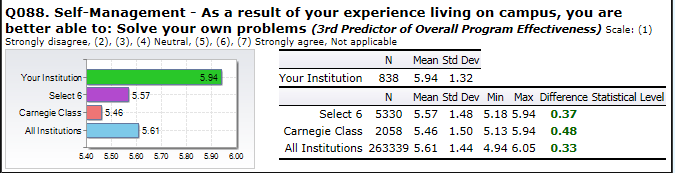 Q088. Self-Management - As a result of your experience living on campus, you are
better able to: Solve your own problems (3rd Predictor of Overall Program Effectiveness) Scale: (1)
Strongly disagree, (2), (3), (4) Neutral, (5), (6), (7) Strongly agree, Not applicable
Your Institution 5.94
Select 6 5.57
Carnegie Class 5.46
All Institutions 5.61
5.40 5.50 5.60 5.70 5.80 5.90 6.00
N Mean Std Dev
Your Institution 838 5.94 1.32
N Mean Std Dev Min Max Difference Statistical Level
Select 6 5330 5.57 1.48 5.18 5.94 0.37
Carnegie Class 2058 5.46 1.50 5.13 5.94 0.48
All Institutions 263339 5.61 1.44 4.94 6.05 0.33